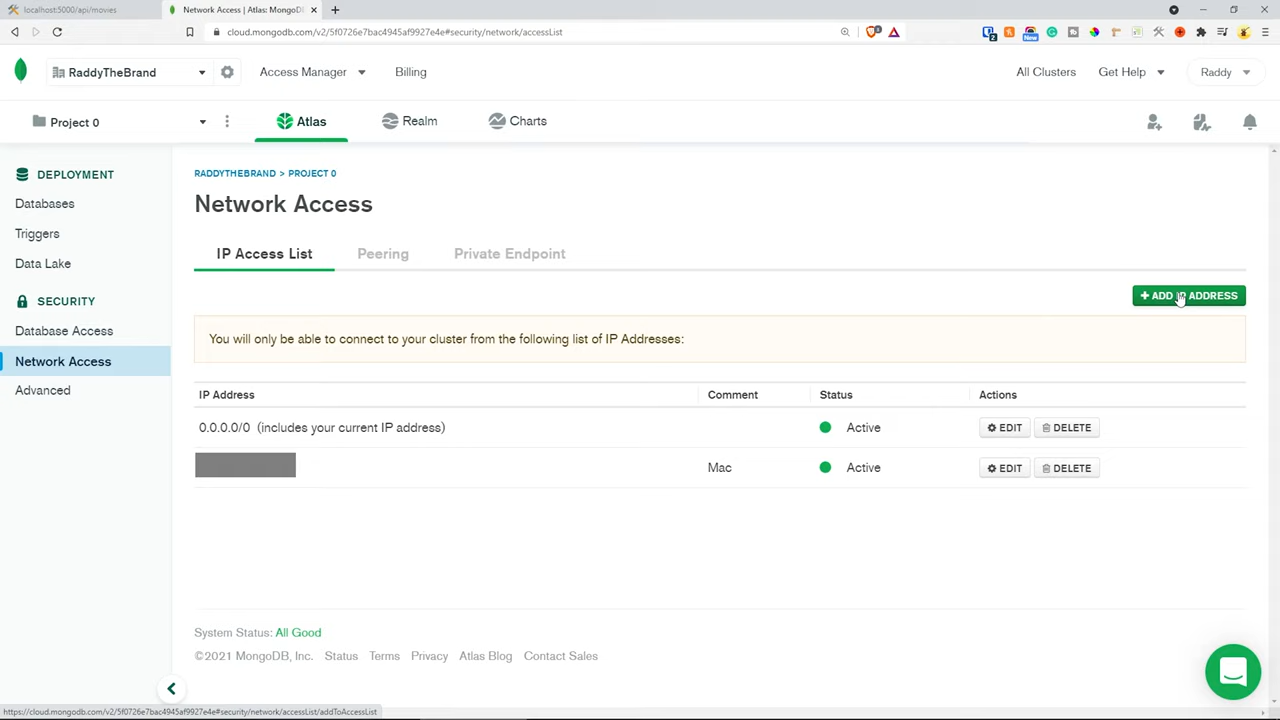 localhost:5000/api/movies
Network Access | Atlas: MongoDB
cloud.mongodb.com/v2/5f0726e7bac4945af9927e4e#security/network/accessList
RaddyTheBrand
Access Manager
Billing
All Clusters
Get Help
Raddy
Project 0
Atlas
Realm
Charts
DEPLOYMENT
Databases
Triggers
Data Lake
SECURITY
Database Access
Network Access
Advanced
RADDYTHEBRAND > PROJECT 0
Network Access
IP Access List
Peering
Private Endpoint
+ ADD IP ADDRESS
You will only be able to connect to your cluster from the following list of IP Addresses:
IP Address
Comment
Status
Actions
0.0.0.0/0 (includes your current IP address)
Active
EDIT
DELETE
Mac
Active
EDIT
DELETE
System Status: All Good
©2021 MongoDB, Inc.
Status
Terms
Privacy
Atlas Blog
Contact Sales
https://cloud.mongodb.com/v2/5f0726e7bac4945af9927e4e#security/network/accessList/addToAccessList